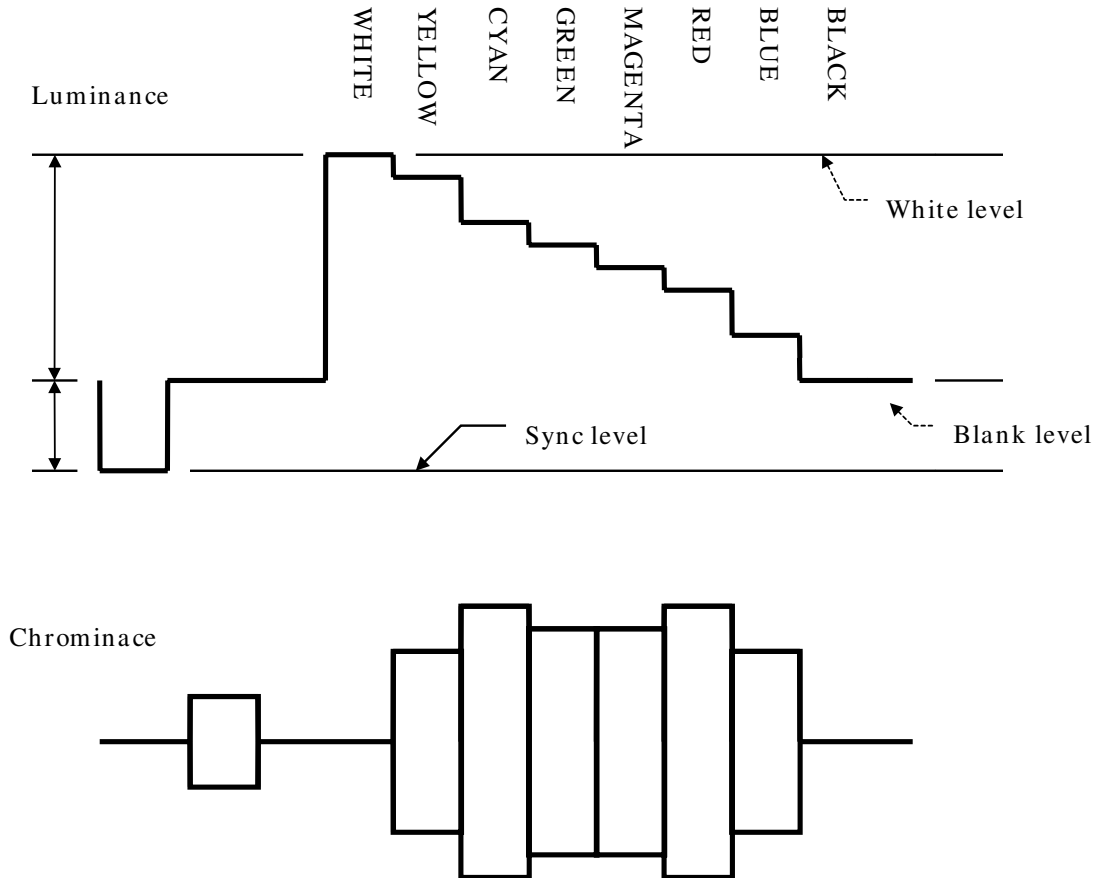 WHITE
YELLOW
CYAN
GREEN
MAGENTA
RED
BLUE
BLACK
Luminance
White level
Sync level
Blank level
Chrominace